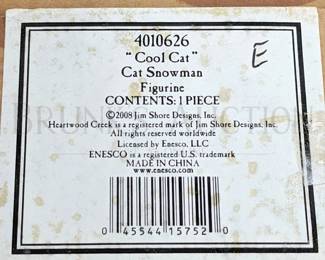 4010626
E
"Cool Cat"
Cat Snowman
Figurine
CONTENTS: 1 PIECE
©2008 Jim Shore Designs, Inc.
Heartwood Creek is a registered mark of Jim Shore Designs, Inc.
All rights reserved worldwide
Licensed by Enesco, LLC
ENESCO is a registered U.S. trademark
MADE IN CHINA
www.enesco.com
0 45544 15752 0